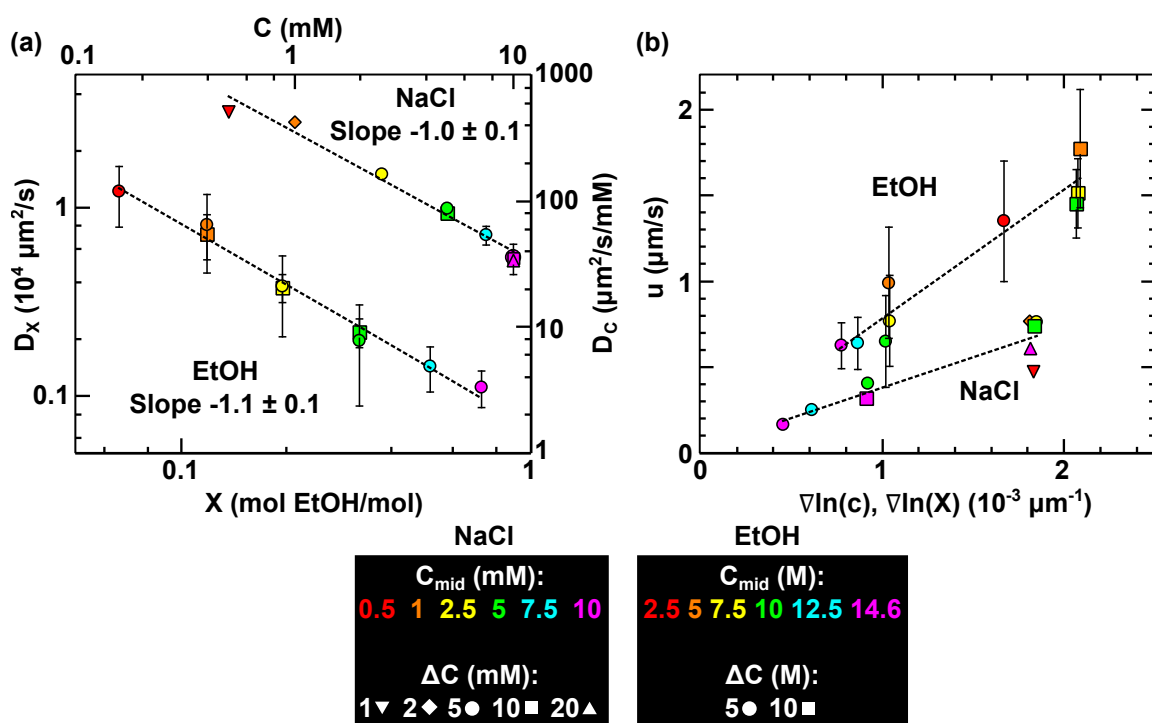 (a)
C (mM)
0.1 1 10
NaCl
Slope -1.0 ± 0.1
EtOH
Slope -1.1 ± 0.1
D_X (10⁴ µm²/s)
1
0.1
D_C (µm²/s/mM)
1000
100
10
1
0.1 1
X (mol EtOH/mol)
(b)
u (µm/s)
2
1
0
EtOH
NaCl
0 1 2
∇ln(c), ∇ln(X) (10⁻³ µm⁻¹)
NaCl
C_mid (mM):
0.5 1 2.5 5 7.5 10
ΔC (mM):
1▼ 2◆ 5● 10■ 20▲
EtOH
C_mid (M):
2.5 5 7.5 10 12.5 14.6
ΔC (M):
5● 10■